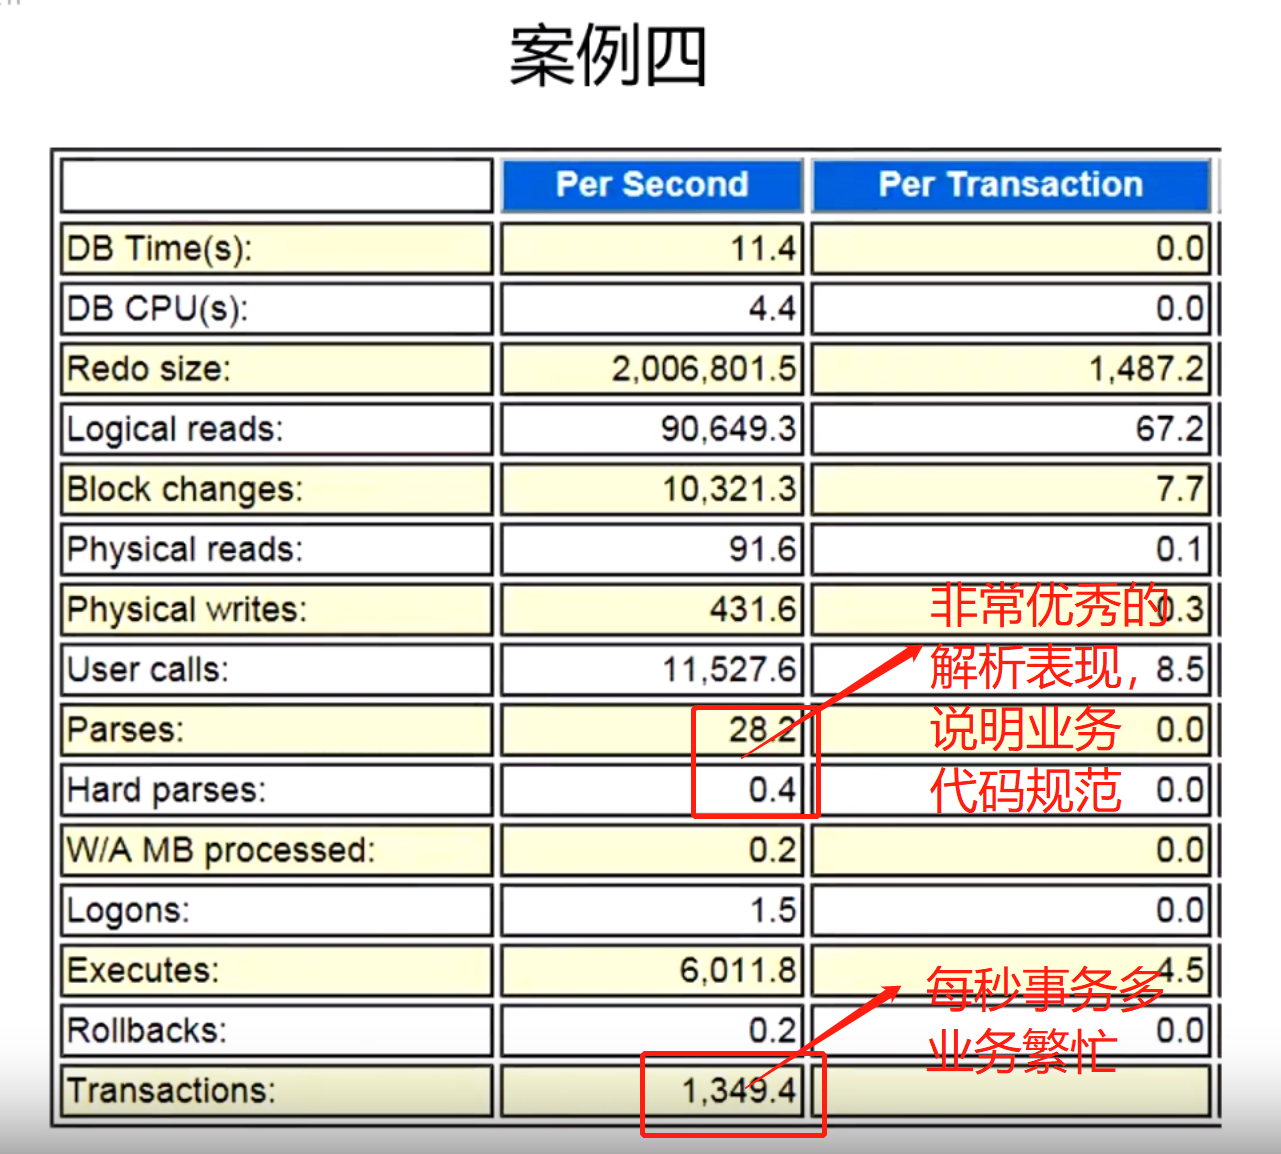 案例四
Per Second Per Transaction
DB Time(s): 11.4 0.0
DB CPU(s): 4.4 0.0
Redo size: 2,006,801.5 1,487.2
Logical reads: 90,649.3 67.2
Block changes: 10,321.3 7.7
Physical reads: 91.6 0.1
Physical writes: 431.6 0.3
User calls: 11,527.6 8.5
Parses: 28.2 0.0
Hard parses: 0.4 0.0
W/A MB processed: 0.2 0.0
Logons: 1.5 0.0
Executes: 6,011.8 4.5
Rollbacks: 0.2 0.0
Transactions: 1,349.4
非常优秀的
解析表现，
说明业务
代码规范
每秒事务多
业务繁忙